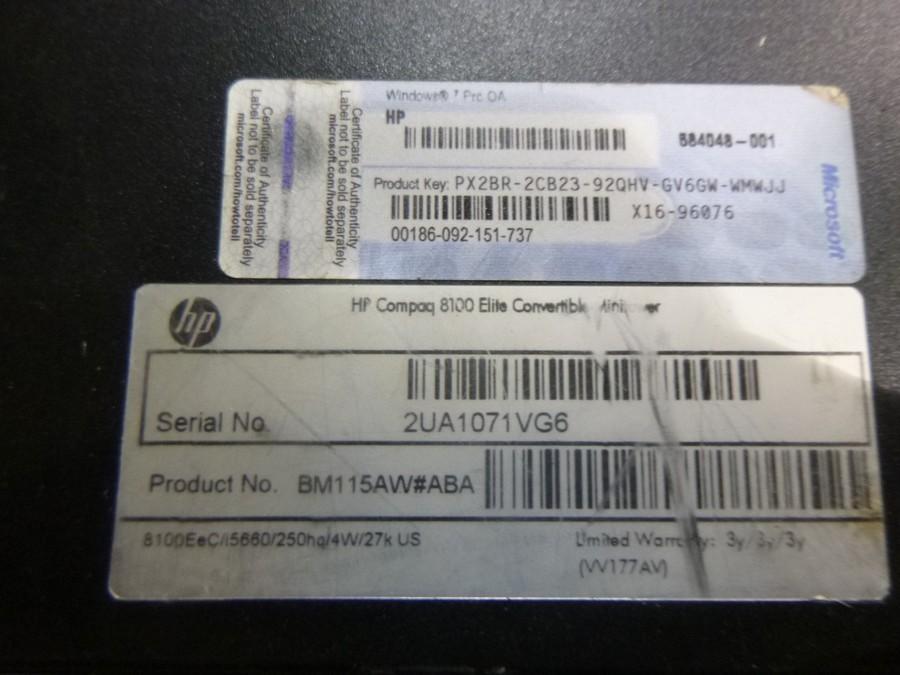 Certificate of Authenticity
Label not to be sold separately
microsoft.com/howtotell
Certificate of Authenticity
Label not to be sold separately
microsoft.com/howtotell
Windows® 7 Pro OA
HP
684048-001
Product Key: PX2BR-2CB23-92QHV-GV6GW-WMWJJ
X16-96076
00186-092-151-737
Microsoft
hp
HP Compaq 8100 Elite Convertible
Serial No. 2UA1071VG6
Product No. BM115AW#ABA
8100EeC/i5660/250hq/4W/27k US
Limited Warranty: 3y/3y/3y
(VV177AV)